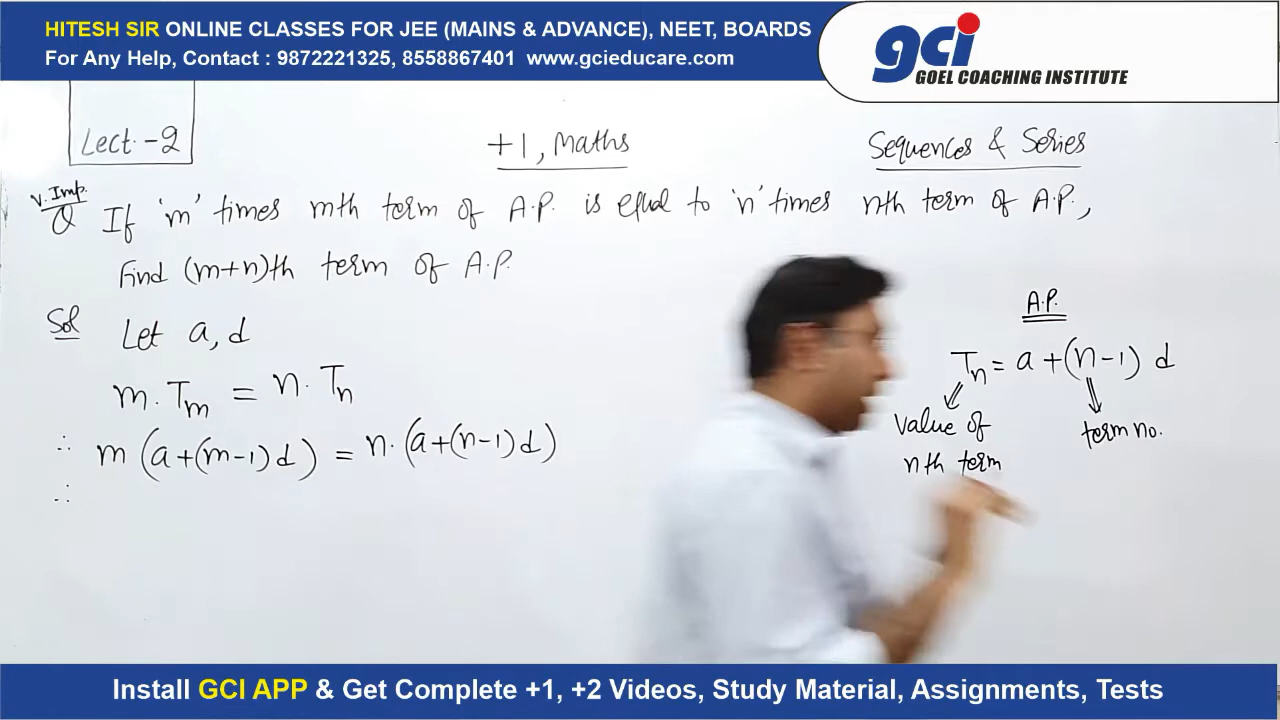 HITESH SIR ONLINE CLASSES FOR JEE (MAINS & ADVANCE), NEET, BOARDS
For Any Help, Contact : 9872221325, 8558867401 www.gcieducare.com
gci
GOEL COACHING INSTITUTE
Lect. -2
+1, Maths
Sequences & Series
V. Imp.
Q If 'm' times mth term of A.P. is equal to 'n' times nth term of A.P.,
Find (m+n)th term of A.P.
Sol Let a, d
m. Tm = n. Tn
∴ m (a+(m-1)d) = n. (a+(n-1)d)
∴
A.P.
Tn = a +(n-1) d
value of
nth term
term no.
Install GCI APP & Get Complete +1, +2 Videos, Study Material, Assignments, Tests